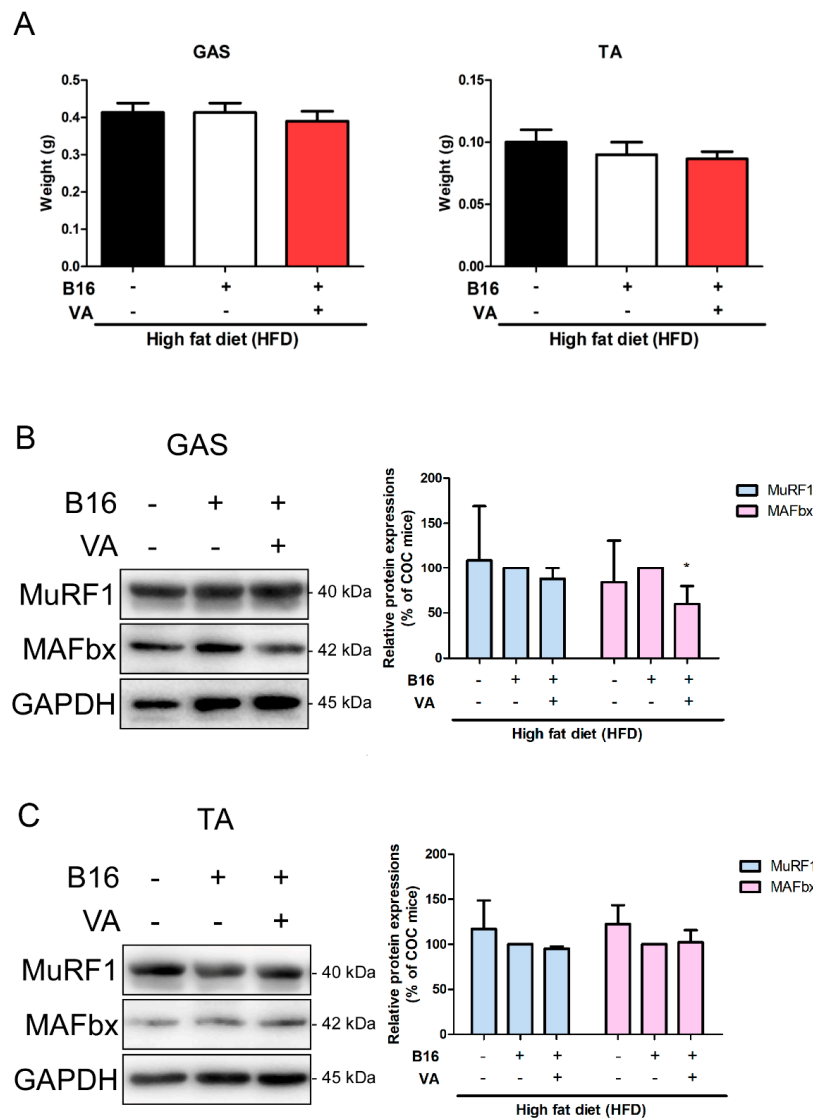 A
GAS
TA
Weight (g)
0.5
0.4
0.3
0.2
0.1
0.0
B16 - + +
VA - - +
High fat diet (HFD)
Weight (g)
0.15
0.10
0.05
0.00
B16 - + +
VA - - +
High fat diet (HFD)
B
GAS
B16 - + +
VA - - +
MuRF1 - 40 kDa
MAFbx - 42 kDa
GAPDH - 45 kDa
Relative protein expressions
(% of COC mice)
200
150
100
50
0
*
MuRF1
MAFbx
B16 - + + - + +
VA - - + - - +
High fat diet (HFD)
C
TA
B16 - + +
VA - - +
MuRF1 - 40 kDa
MAFbx - 42 kDa
GAPDH - 45 kDa
Relative protein expressions
(% of COC mice)
200
150
100
50
0
MuRF1
MAFbx
B16 - + + - + +
VA - - + - - +
High fat diet (HFD)